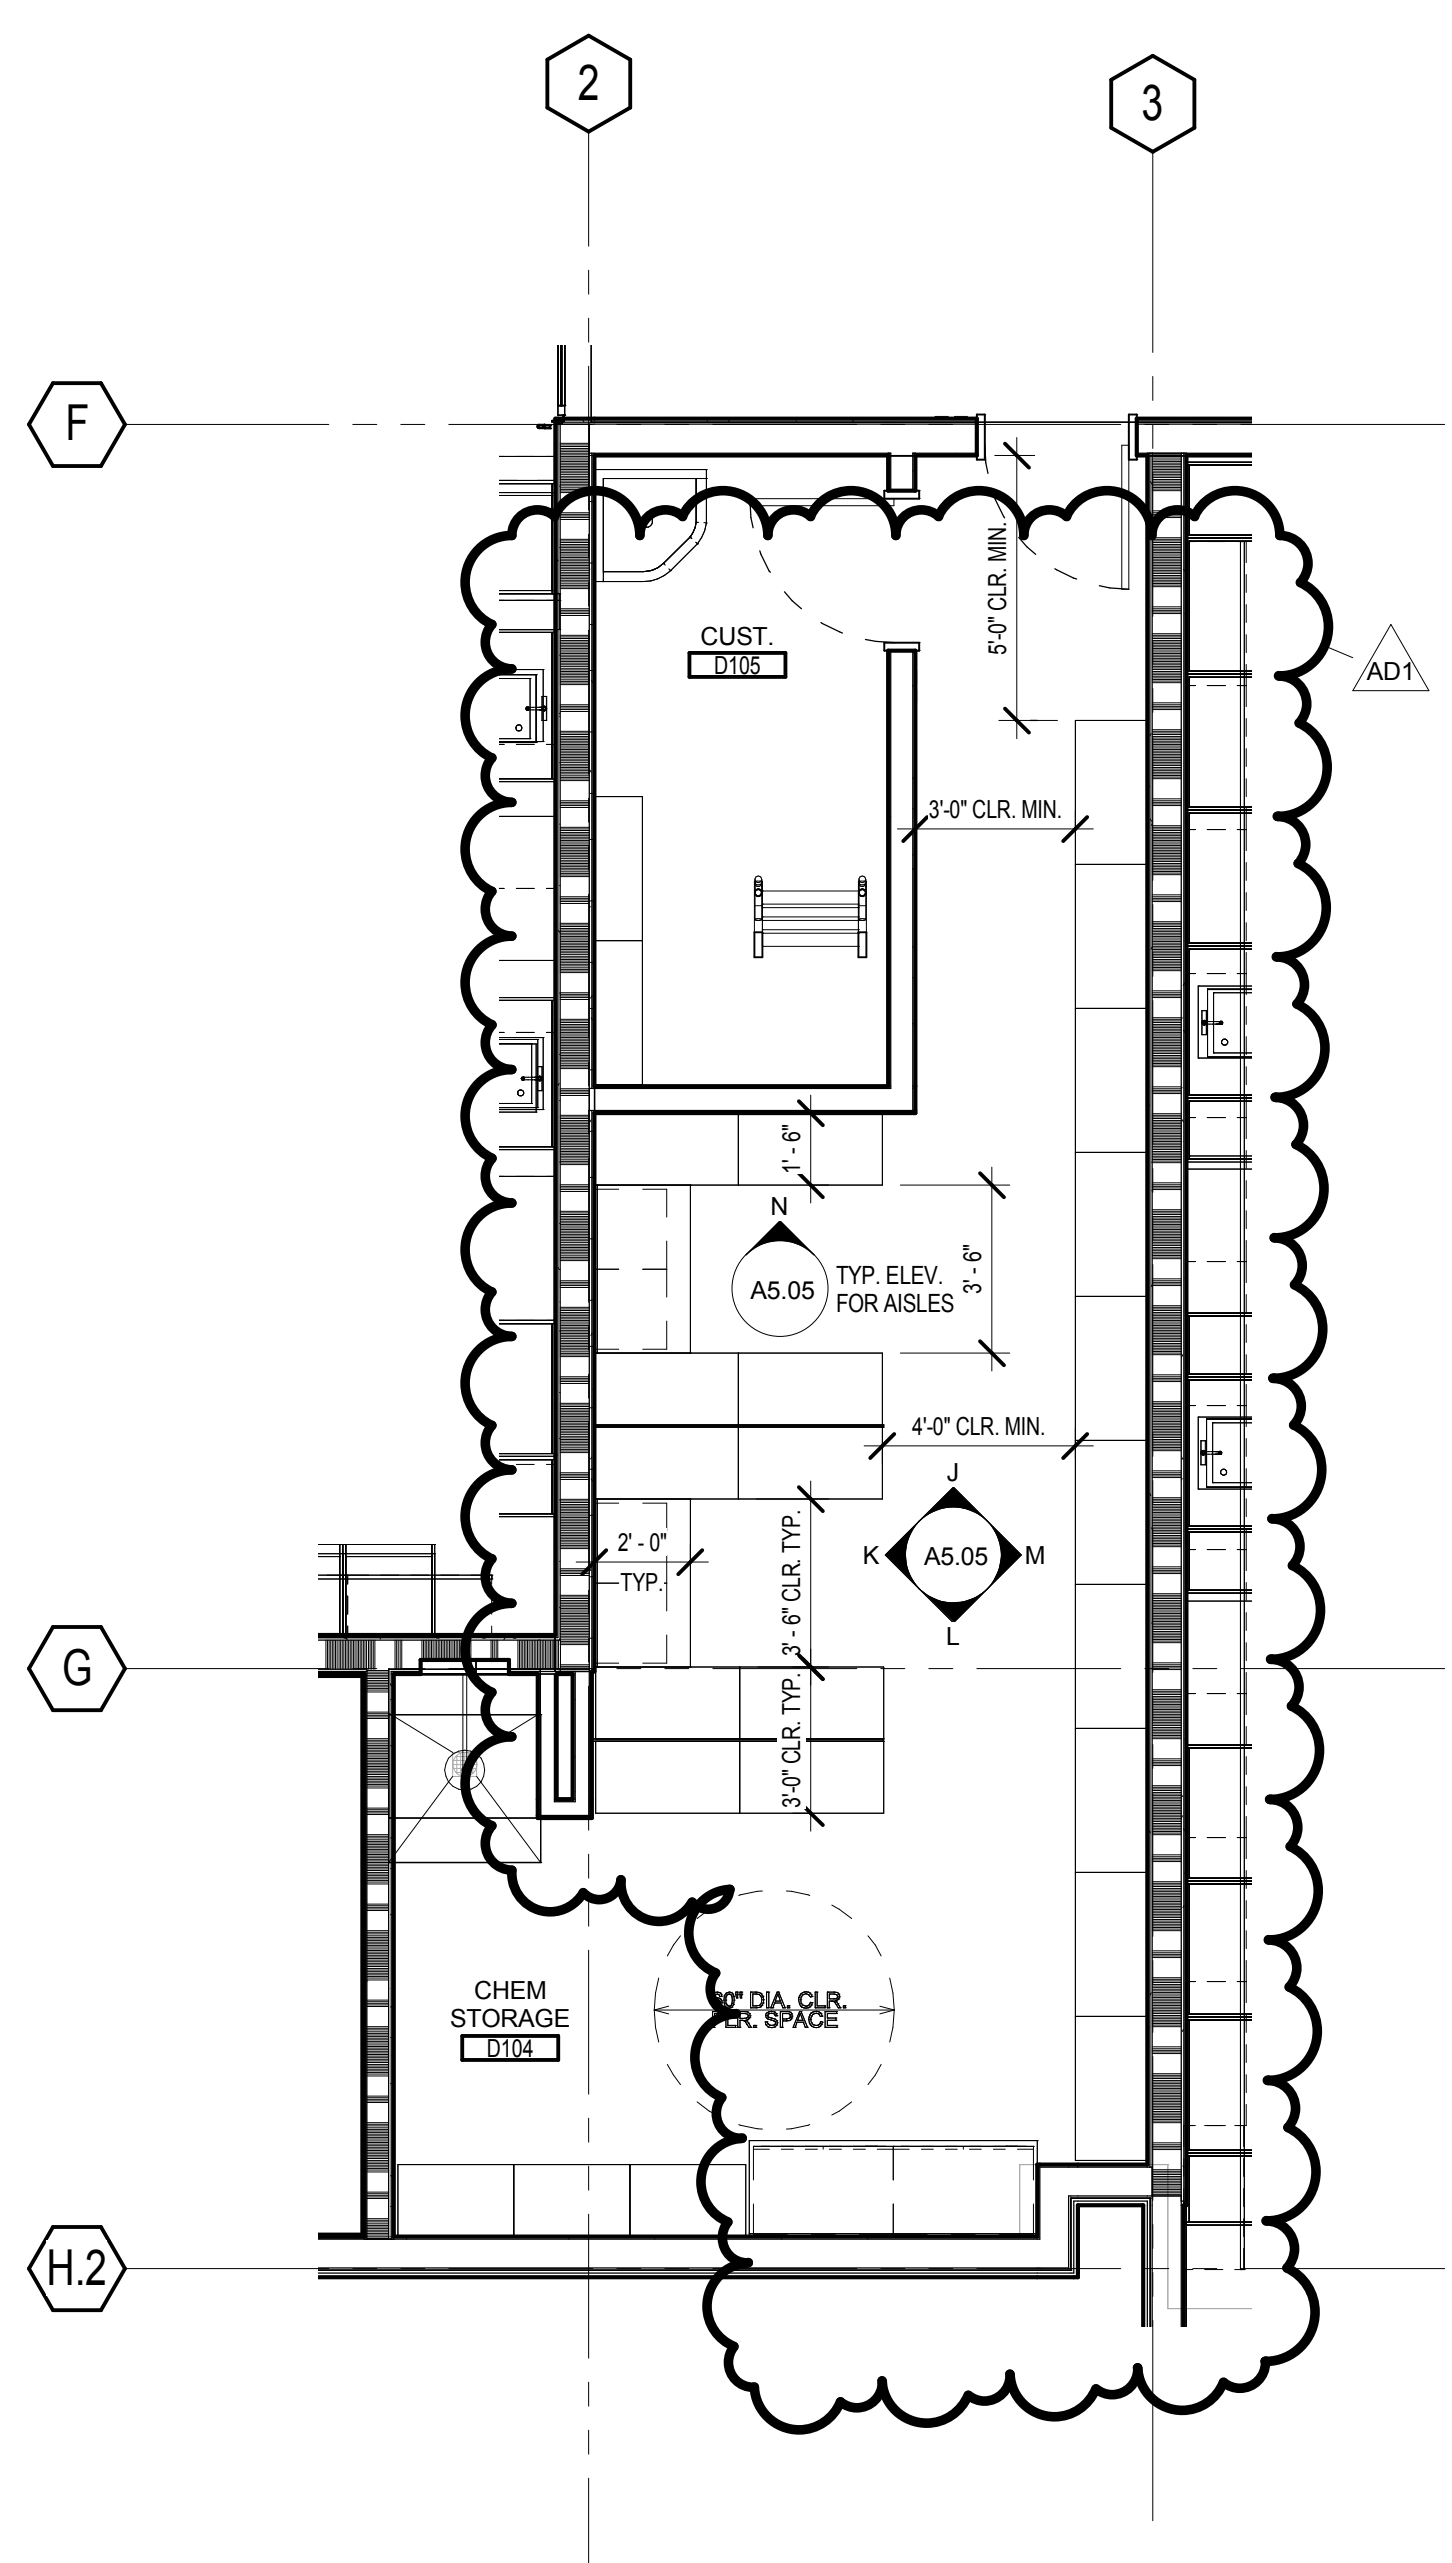 2
3
F
5'-0" CLR. MIN.
CUST.
D105
AD1
3'-0" CLR. MIN.
1' - 6"
N
A5.05
TYP. ELEV.
FOR AISLES
3' - 6"
4'-0" CLR. MIN.
J
K
A5.05
M
L
2' - 0"
TYP.
3' - 6" CLR. TYP.
G
3'-0" CLR. TYP.
CHEM
STORAGE
D104
60" DIA. CLR.
FLR. SPACE
H.2